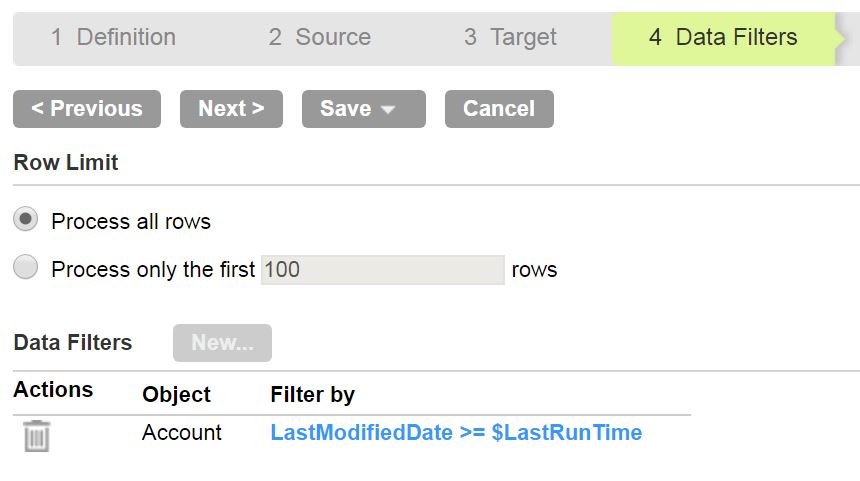 1 Definition 2 Source 3 Target 4 Data Filters
< Previous Next > Save Cancel
Row Limit
Process all rows
Process only the first 100 rows
Data Filters New...
Actions Object Filter by
Account LastModifiedDate >= $LastRunTime